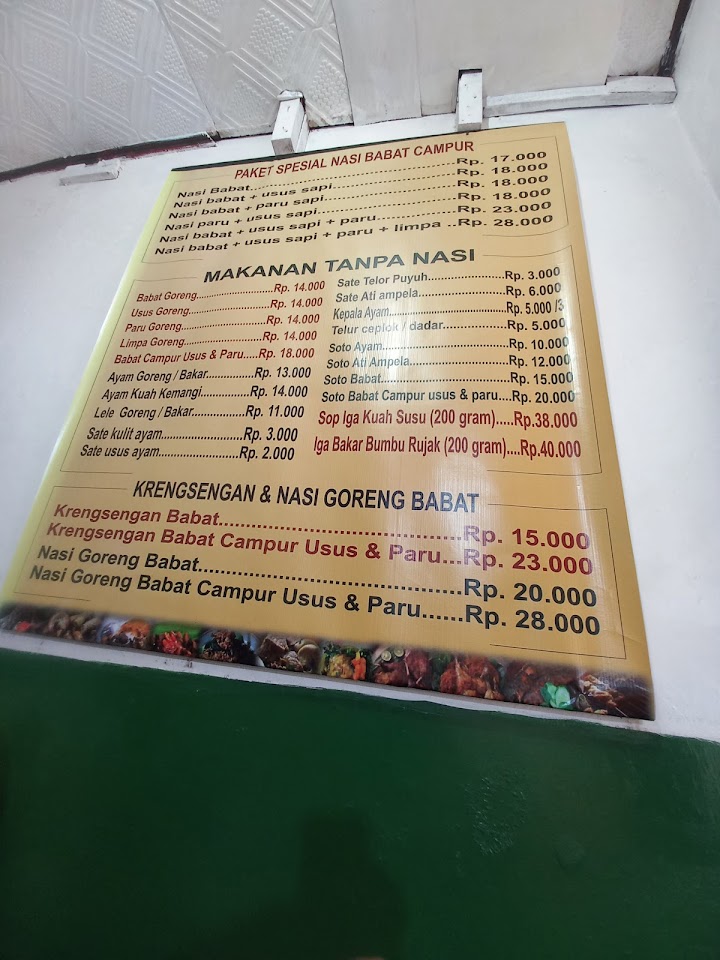 PAKET SPESIAL NASI BABAT CAMPUR
Nasi Babat....................................................Rp. 17.000
Nasi babat + usus sapi..............................Rp. 18.000
Nasi babat + paru sapi..............................Rp. 18.000
Nasi paru + usus sapi...............................Rp. 18.000
Nasi babat + usus sapi + paru..................Rp. 23.000
Nasi babat + usus sapi + paru + limpa ..Rp. 28.000
MAKANAN TANPA NASI
Babat Goreng....................Rp. 14.000
Usus Goreng.....................Rp. 14.000
Paru Goreng......................Rp. 14.000
Limpa Goreng...................Rp. 14.000
Babat Campur Usus & Paru.....Rp. 18.000
Ayam Goreng / Bakar.............Rp. 13.000
Ayam Kuah Kemangi.............Rp. 14.000
Lele Goreng / Bakar..............Rp. 11.000
Sate kulit ayam..........................Rp. 3.000
Sate usus ayam.........................Rp. 2.000
Sate Telor Puyuh.........................Rp. 3.000
Sate Ati ampela............................Rp. 6.000
Kepala Ayam.................................Rp. 5.000 /3
Telur ceplok / dadar....................Rp. 5.000
Soto Ayam....................................Rp. 10.000
Soto Ati Ampela...........................Rp. 12.000
Soto Babat....................................Rp. 15.000
Soto Babat Campur usus & paru....Rp. 20.000
Sop Iga Kuah Susu (200 gram).....Rp.38.000
Iga Bakar Bumbu Rujak (200 gram)....Rp.40.000
KRENGSENGAN & NASI GORENG BABAT
Krengsengan Babat.....................................Rp. 15.000
Krengsengan Babat Campur Usus & Paru...Rp. 23.000
Nasi Goreng Babat........................................Rp. 20.000
Nasi Goreng Babat Campur Usus & Paru......Rp. 28.000